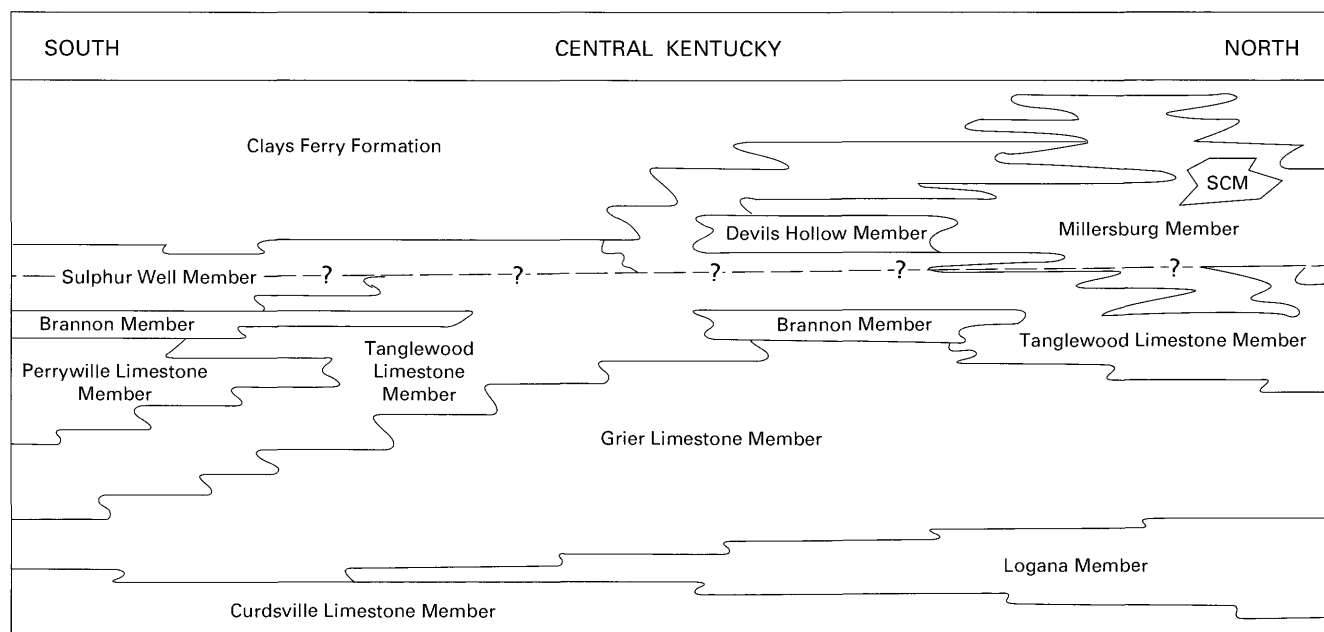 SOUTH
CENTRAL KENTUCKY
NORTH
Clays Ferry Formation
SCM
Devils Hollow Member
Millersburg Member
Sulphur Well Member
?
?
?
?
?
Brannon Member
Brannon Member
Tanglewood
Limestone
Member
Tanglewood Limestone Member
Perrywille Limestone
Member
Grier Limestone Member
Logana Member
Curdsville Limestone Member